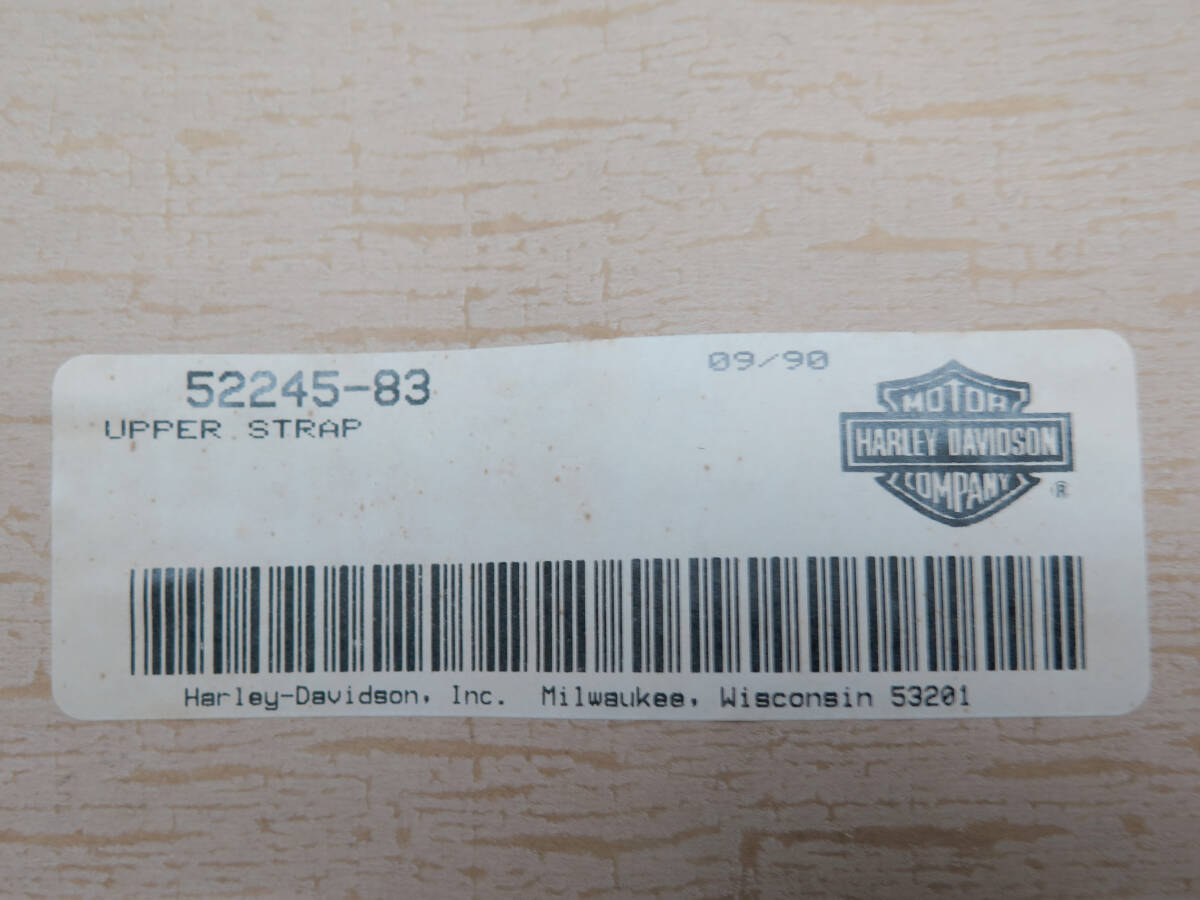 09/90
52245-83
UPPER STRAP
MOTOR
HARLEY DAVIDSON
COMPANY
®
Harley-Davidson, Inc. Milwaukee, Wisconsin 53201